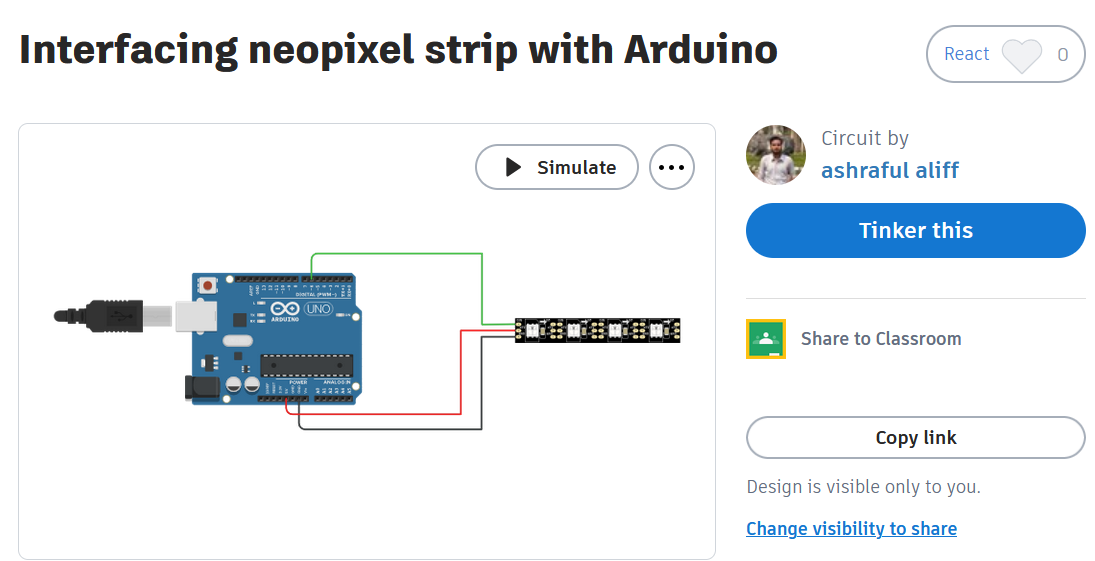 Interfacing neopixel strip with Arduino
React 0
Simulate
Circuit by
ashraful aliff
Tinker this
Share to Classroom
Copy link
Design is visible only to you.
Change visibility to share
DIGITAL (PWM~)
UNO
ARDUINO
POWER
ANALOG IN